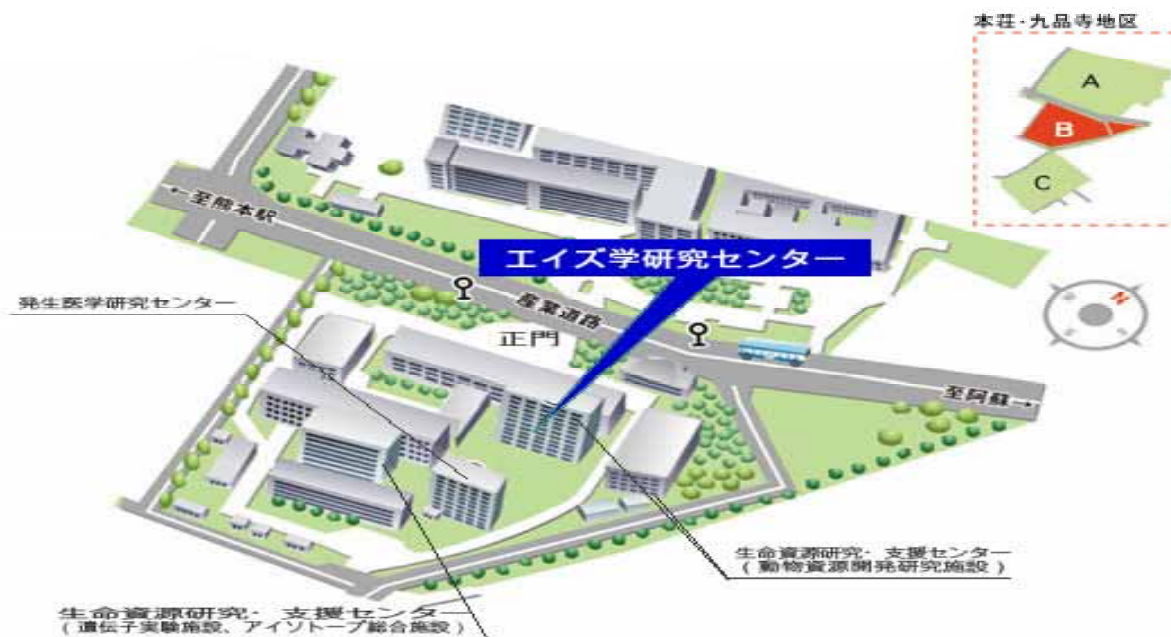 本荘・九品寺地区
A
B
C
←至熊本駅
エイズ学研究センター
N
発生医学研究センター
産業道路
正門
至阿蘇→
生命資源研究・支援センター
(動物資源開発研究施設)
生命資源研究・支援センター
(遺伝子実験施設、アイソトープ総合施設)